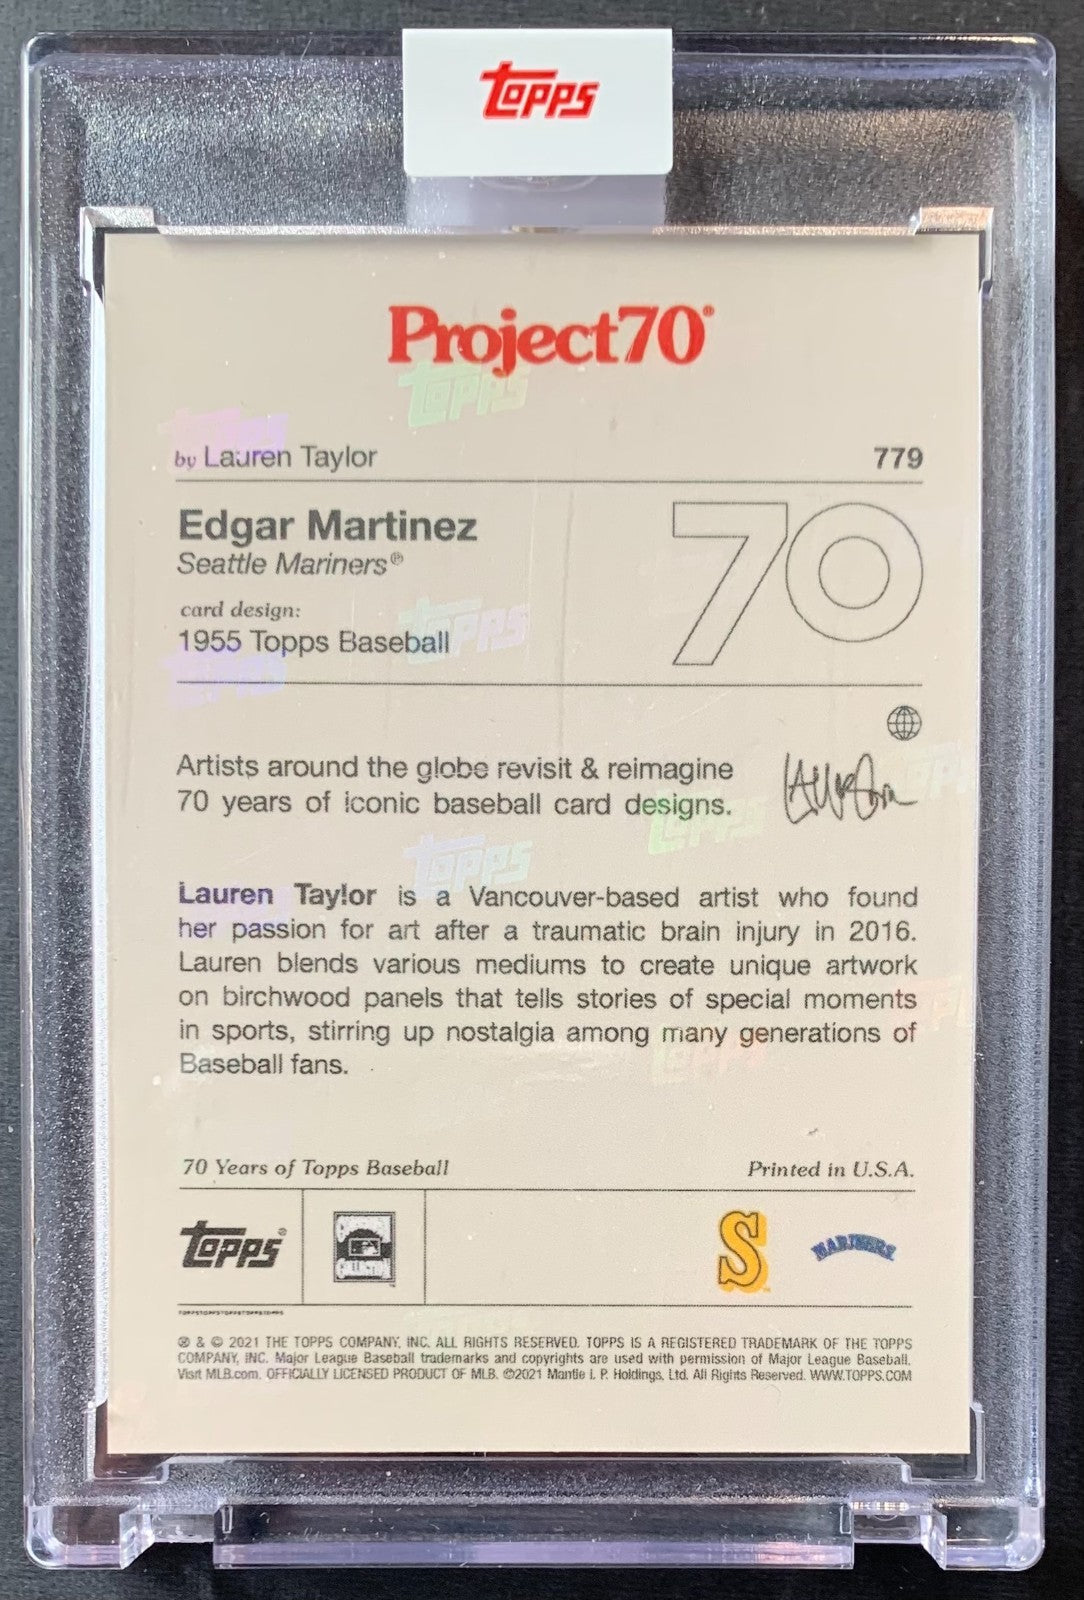 TOPPS
Project70®
by Lauren Taylor
779
Edgar Martinez
Seattle Mariners®
card design:
1955 Topps Baseball
70
Artists around the globe revisit & reimagine
70 years of iconic baseball card designs.
Lauren Taylor is a Vancouver-based artist who found
her passion for art after a traumatic brain injury in 2016.
Lauren blends various mediums to create unique artwork
on birchwood panels that tells stories of special moments
in sports, stirring up nostalgia among many generations of
Baseball fans.
70 Years of Topps Baseball
Printed in U.S.A.
TOPPS®
COLLECTION
S
MARINERS
TOPPSTOPPSTOPPSTOPPSTOPPS
® & © 2021 THE TOPPS COMPANY, INC. ALL RIGHTS RESERVED. TOPPS IS A REGISTERED TRADEMARK OF THE TOPPS
COMPANY, INC. Major League Baseball trademarks and copyrights are used with permission of Major League Baseball.
Visit MLB.com. OFFICIALLY LICENSED PRODUCT OF MLB. ©2021 Mantle I. P. Holdings, Ltd. All Rights Reserved. WWW.TOPPS.COM